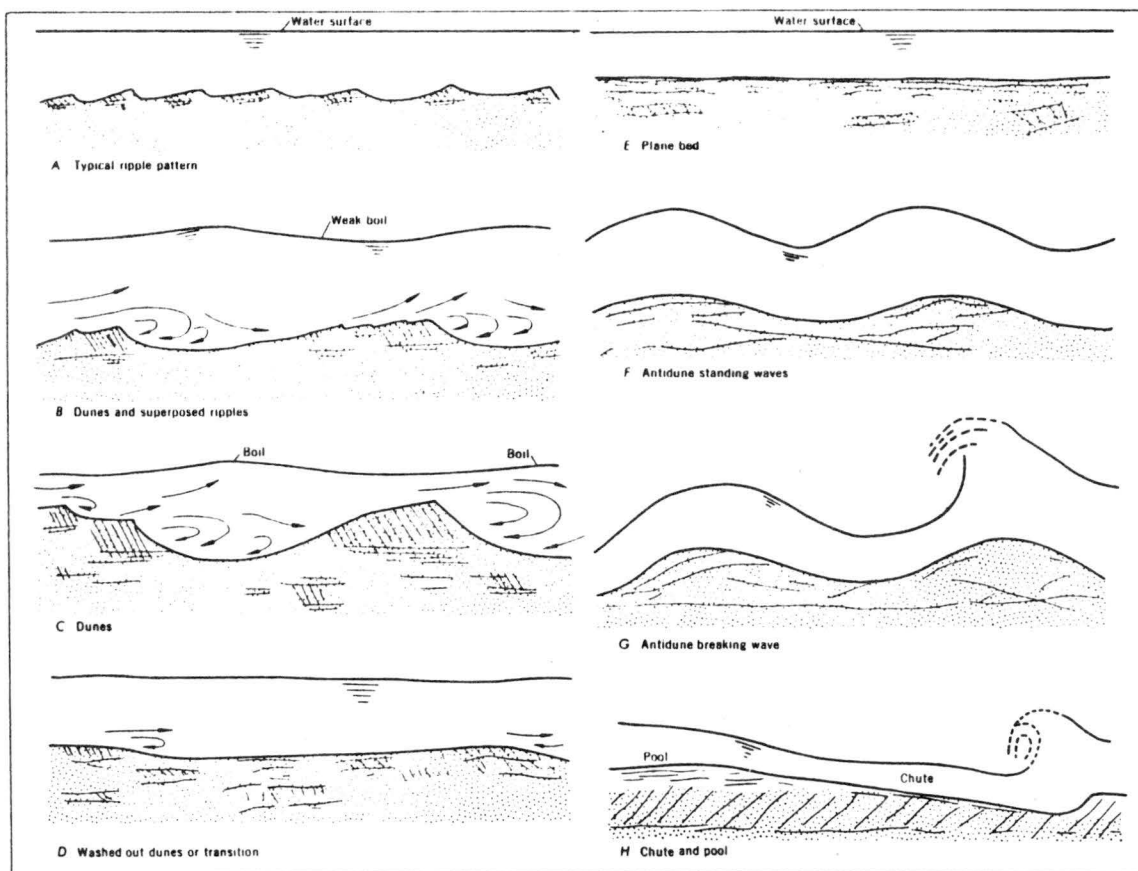 Water surface
A Typical ripple pattern
Weak boil
B Dunes and superposed ripples
Boil
Boil
C Dunes
D Washed out dunes or transition
Water surface
E Plane bed
F Antidune standing waves
G Antidune breaking wave
Pool
Chute
H Chute and pool